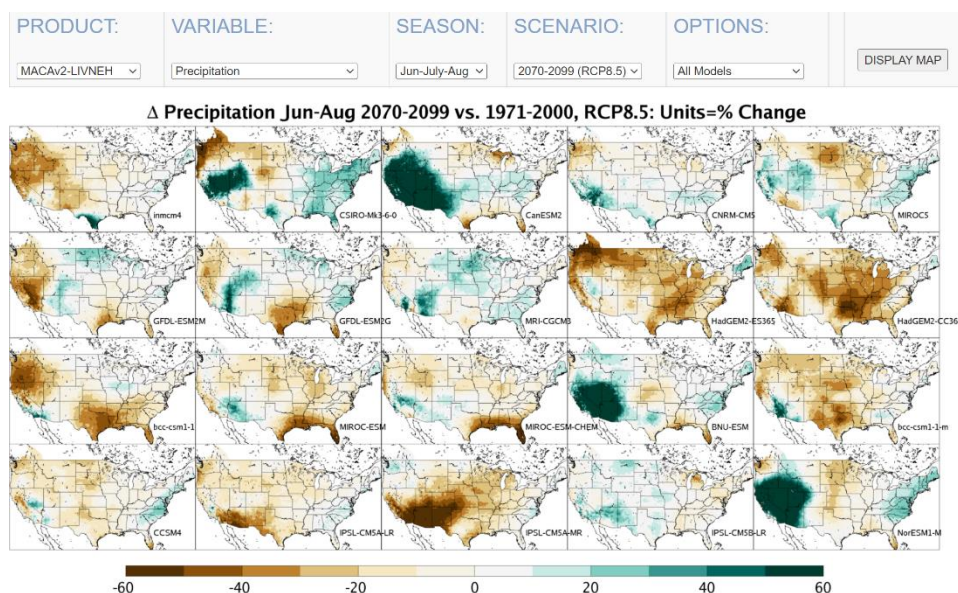 PRODUCT: VARIABLE: SEASON: SCENARIO: OPTIONS:
MACAv2-LIVNEH Precipitation Jun-July-Aug 2070-2099 (RCP8.5) All Models DISPLAY MAP
Δ Precipitation Jun-Aug 2070-2099 vs. 1971-2000, RCP8.5: Units=% Change
inmcm4 CSIRO-Mk3-6-0 CanESM2 CNRM-CM5 MIROC5
GFDL-ESM2M GFDL-ESM2G MRI-CGCM3 HadGEM2-ES365 HadGEM2-CC36
bcc-csm1-1 MIROC-ESM MIROC-ESM-CHEM BNU-ESM bcc-csm1-1-m
CCSM4 IPSL-CM5A-LR IPSL-CM5A-MR IPSL-CM5B-LR NorESM1-M
-60 -40 -20 0 20 40 60